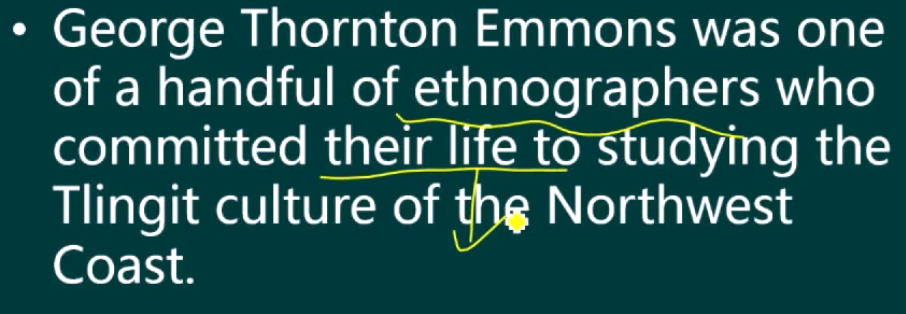 • George Thornton Emmons was one
of a handful of ethnographers who
committed their life to studying the
Tlingit culture of the Northwest
Coast.